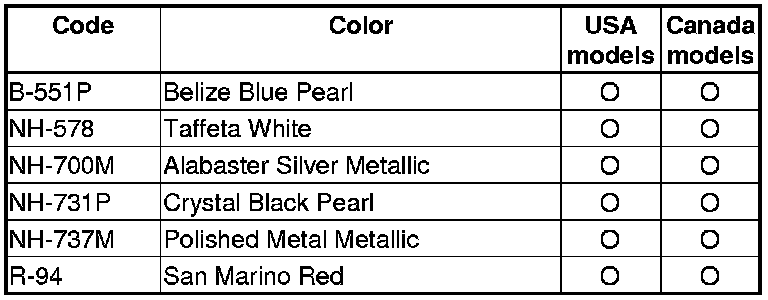 Code Color USA models Canada models
B-551P Belize Blue Pearl O O
NH-578 Taffeta White O O
NH-700M Alabaster Silver Metallic O O
NH-731P Crystal Black Pearl O O
NH-737M Polished Metal Metallic O O
R-94 San Marino Red O O